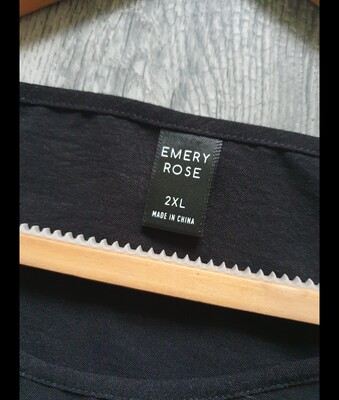 EMERY
ROSE
2XL
MADE IN CHINA